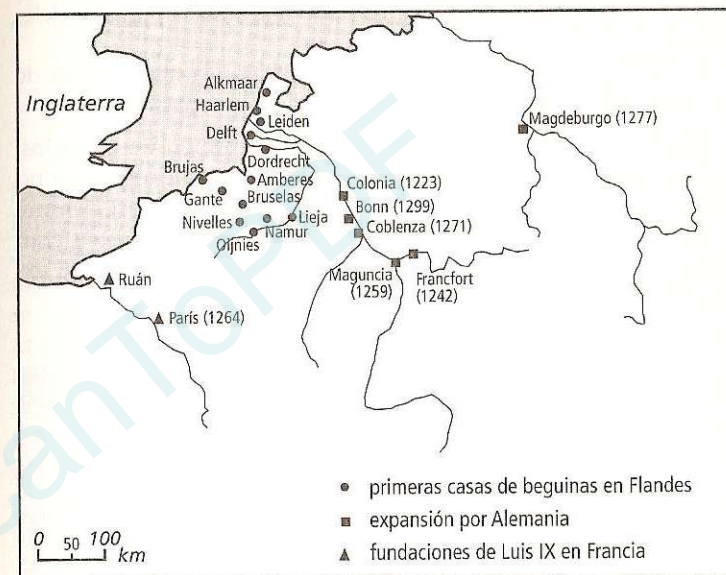 Alkmaar
Inglaterra
Haarlem
Leiden
Magdeburgo (1277)
Delft
Dordrecht
Brujas
Amberes
Colonia (1223)
Gante
Bruselas
Bonn (1299)
Nivelles
Lieja
Coblenza (1271)
Namur
Oijnies
Maguncia
(1259)
Francfort
(1242)
Ruán
París (1264)
primeras casas de beguinas en Flandes
expansión por Alemania
fundaciones de Luis IX en Francia
0 50 100
km